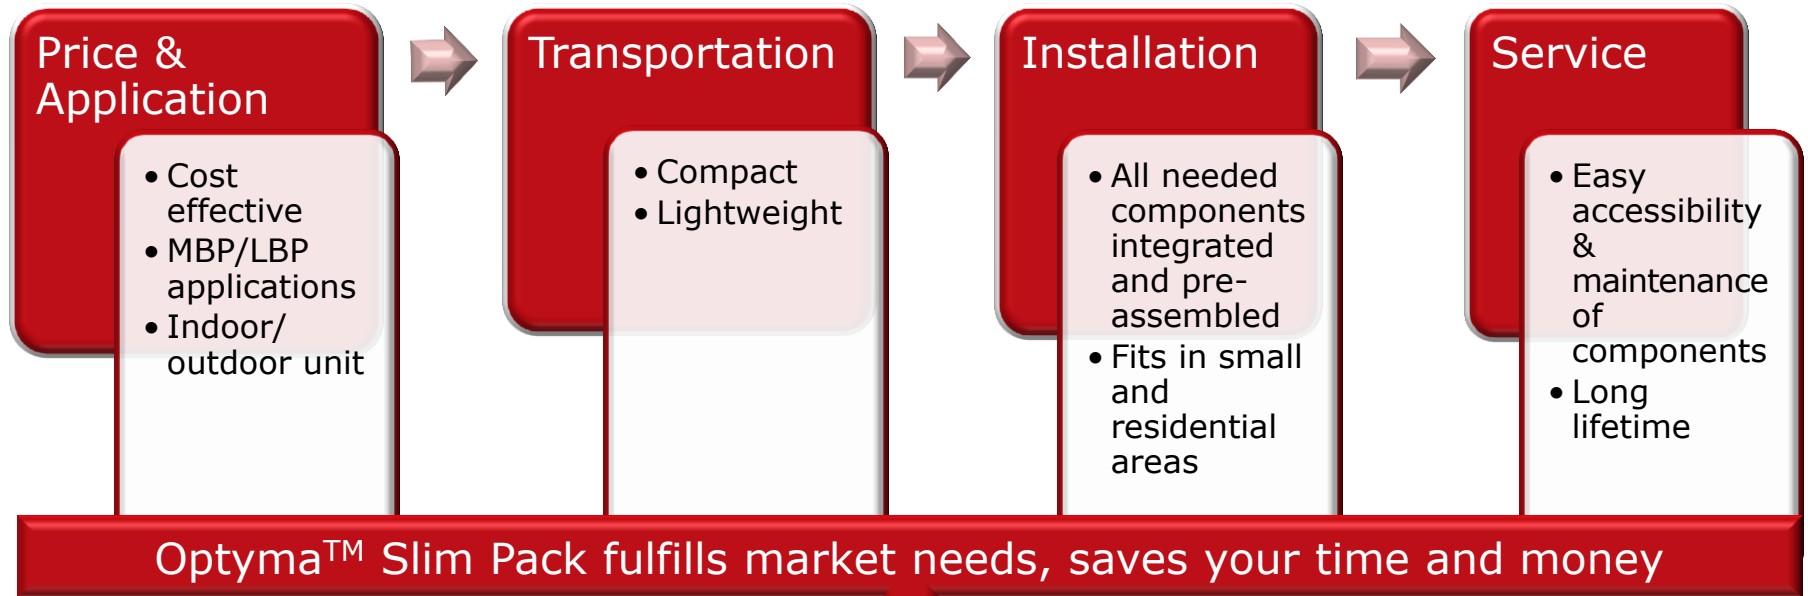 Price &
Application
• Cost
effective
• MBP/LBP
applications
• Indoor/
outdoor unit
Transportation
• Compact
• Lightweight
Installation
• All needed
components
integrated
and pre-
assembled
• Fits in small
and
residential
areas
Service
• Easy
accessibility
&
maintenance
of
components
• Long
lifetime
Optyma™ Slim Pack fulfills market needs, saves your time and money